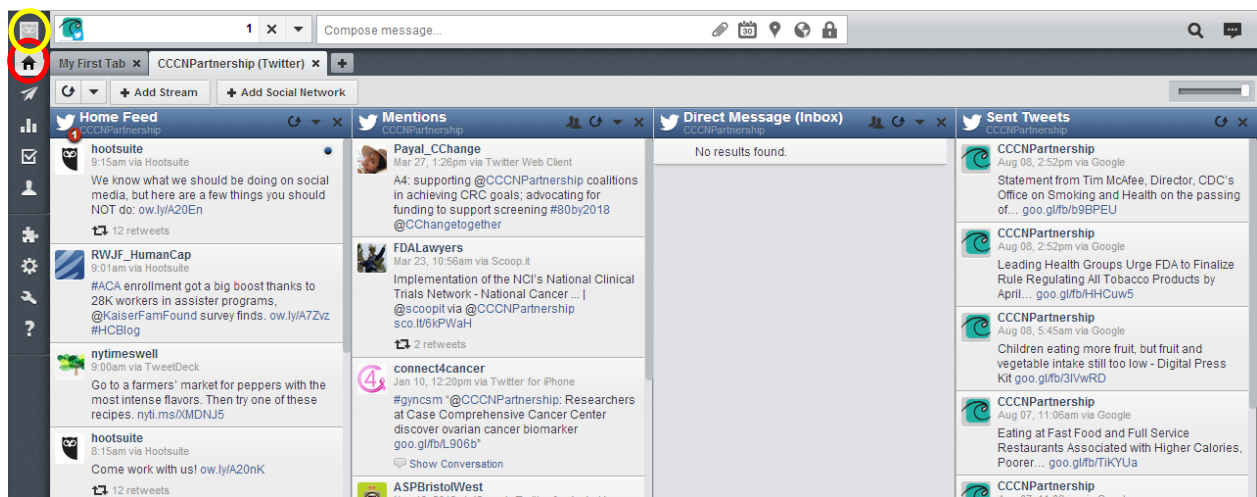 1
Compose message...
30
My First Tab
CCCNPartnership (Twitter)
Add Stream
Add Social Network
Home Feed
CCCNPartnership
1
hootsuite
9:15am via Hootsuite
We know what we should be doing on social
media, but here are a few things you should
NOT do: ow.ly/A20En
12 retweets
RWJF_HumanCap
9:01am via Hootsuite
#ACA enrollment got a big boost thanks to
28K workers in assister programs,
@KaiserFamFound survey finds. ow.ly/A7Zvz
#HCBlog
nytimeswell
9:00am via TweetDeck
Go to a farmers' market for peppers with the
most intense flavors. Then try one of these
recipes. nyti.ms/XMDNJ5
hootsuite
8:15am via Hootsuite
Come work with us! ow.ly/A20nK
12 retweets
Mentions
CCCNPartnership
Payal_CChange
Mar 27, 1:26pm via Twitter Web Client
A4: supporting @CCCNPartnership coalitions
in achieving CRC goals; advocating for
funding to support screening #80by2018
@CChangetogether
FDALawyers
Mar 23, 10:56am via Scoop.it
Implementation of the NCI's National Clinical
Trials Network - National Cancer ... |
@scoopit via @CCCNPartnership
sco.lt/6kPWaH
2 retweets
connect4cancer
Jan 10, 12:20pm via Twitter for iPhone
#gyncsm "@CCCNPartnership: Researchers
at Case Comprehensive Cancer Center
discover ovarian cancer biomarker
goo.gl/fb/L906b"
Show Conversation
ASPBristolWest
Direct Message (Inbox)
CCCNPartnership
No results found.
Sent Tweets
CCCNPartnership
CCCNPartnership
Aug 08, 2:52pm via Google
Statement from Tim McAfee, Director, CDC's
Office on Smoking and Health on the passing
of... goo.gl/fb/b9BPEU
CCCNPartnership
Aug 08, 2:52pm via Google
Leading Health Groups Urge FDA to Finalize
Rule Regulating All Tobacco Products by
April... goo.gl/fb/HHCuw5
CCCNPartnership
Aug 08, 5:45am via Google
Children eating more fruit, but fruit and
vegetable intake still too low - Digital Press
Kit goo.gl/fb/3IVwRD
CCCNPartnership
Aug 07, 11:06am via Google
Eating at Fast Food and Full Service
Restaurants Associated with Higher Calories,
Poorer... goo.gl/fb/TiKYUa
CCCNPartnership